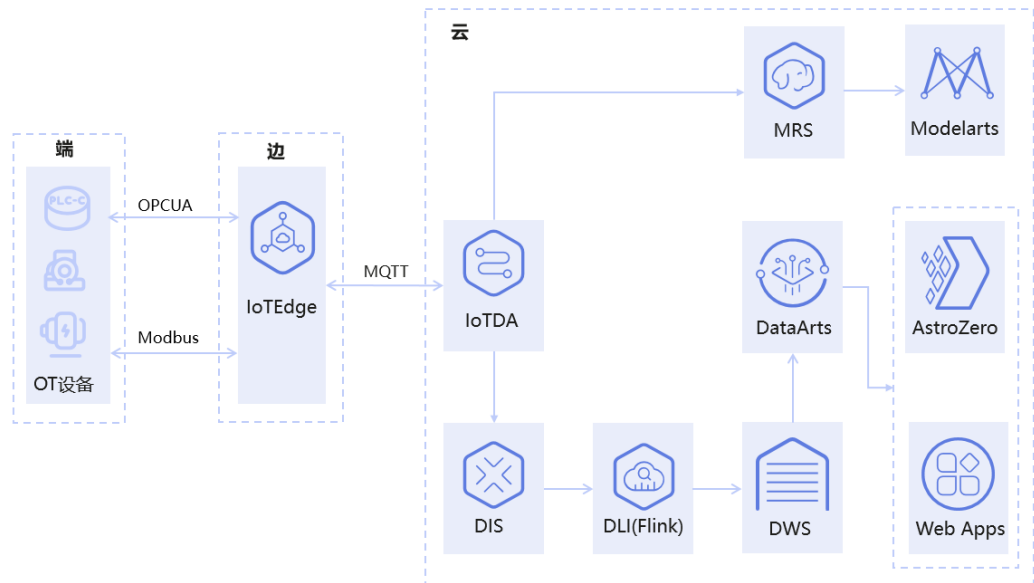 云
MRS
Modelarts
端
边
PLC-C
OPCUA
IoTEdge
MQTT
IoTDA
DataArts
AstroZero
Modbus
OT设备
DIS
DLI(Flink)
DWS
Web Apps